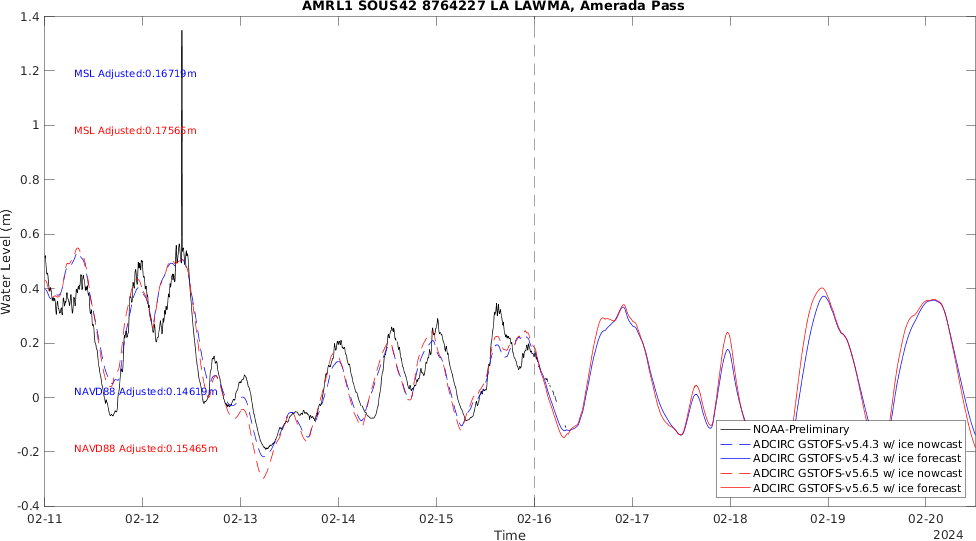 AMRL1 SOUS42 8764227 LA LAWMA, Amerada Pass
1.4
1.2
1
0.8
0.6
0.4
0.2
0
-0.2
-0.4
Water Level (m)
MSL Adjusted:0.16719m
MSL Adjusted:0.17565m
NAVD88 Adjusted:0.14619m
NAVD88 Adjusted:0.15465m
NOAA-Preliminary
ADCIRC GSTOFS-v5.4.3 w/ ice nowcast
ADCIRC GSTOFS-v5.4.3 w/ ice forecast
ADCIRC GSTOFS-v5.6.5 w/ ice nowcast
ADCIRC GSTOFS-v5.6.5 w/ ice forecast
02-11 02-12 02-13 02-14 02-15 02-16 02-17 02-18 02-19 02-20
2024
Time